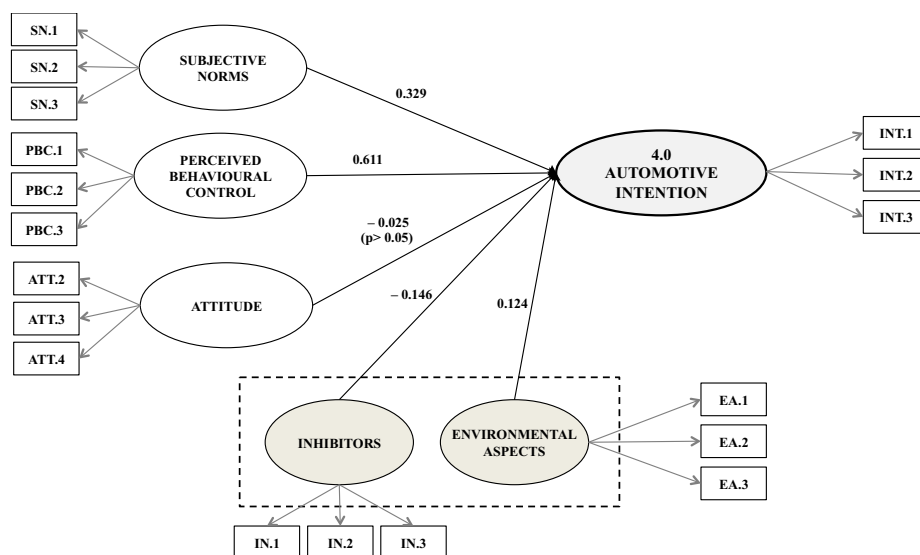 SN.1
SN.2
SN.3
SUBJECTIVE
NORMS
0.329
PBC.1
PBC.2
PBC.3
PERCEIVED
BEHAVIOURAL
CONTROL
0.611
4.0
AUTOMOTIVE
INTENTION
INT.1
INT.2
INT.3
– 0.025
(p> 0.05)
ATT.2
ATT.3
ATT.4
ATTITUDE
– 0.146
0.124
INHIBITORS
ENVIRONMENTAL
ASPECTS
EA.1
EA.2
EA.3
IN.1
IN.2
IN.3